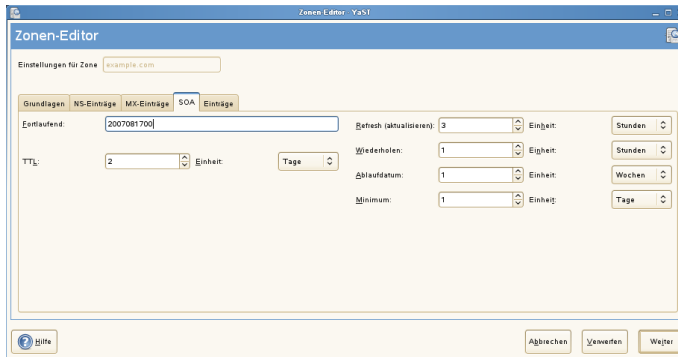 Zonen-Editor - YaST
Zonen-Editor
Einstellungen für Zone example.com
Grundlagen NS-Einträge MX-Einträge SOA Einträge
Fortlaufend: 2007081700
TTL: 2 Einheit: Tage
Refresh (aktualisieren): 3 Einheit: Stunden
Wiederholen: 1 Einheit: Stunden
Ablaufdatum: 1 Einheit: Wochen
Minimum: 1 Einheit: Tage
Hilfe Abbrechen Verwerfen Weiter